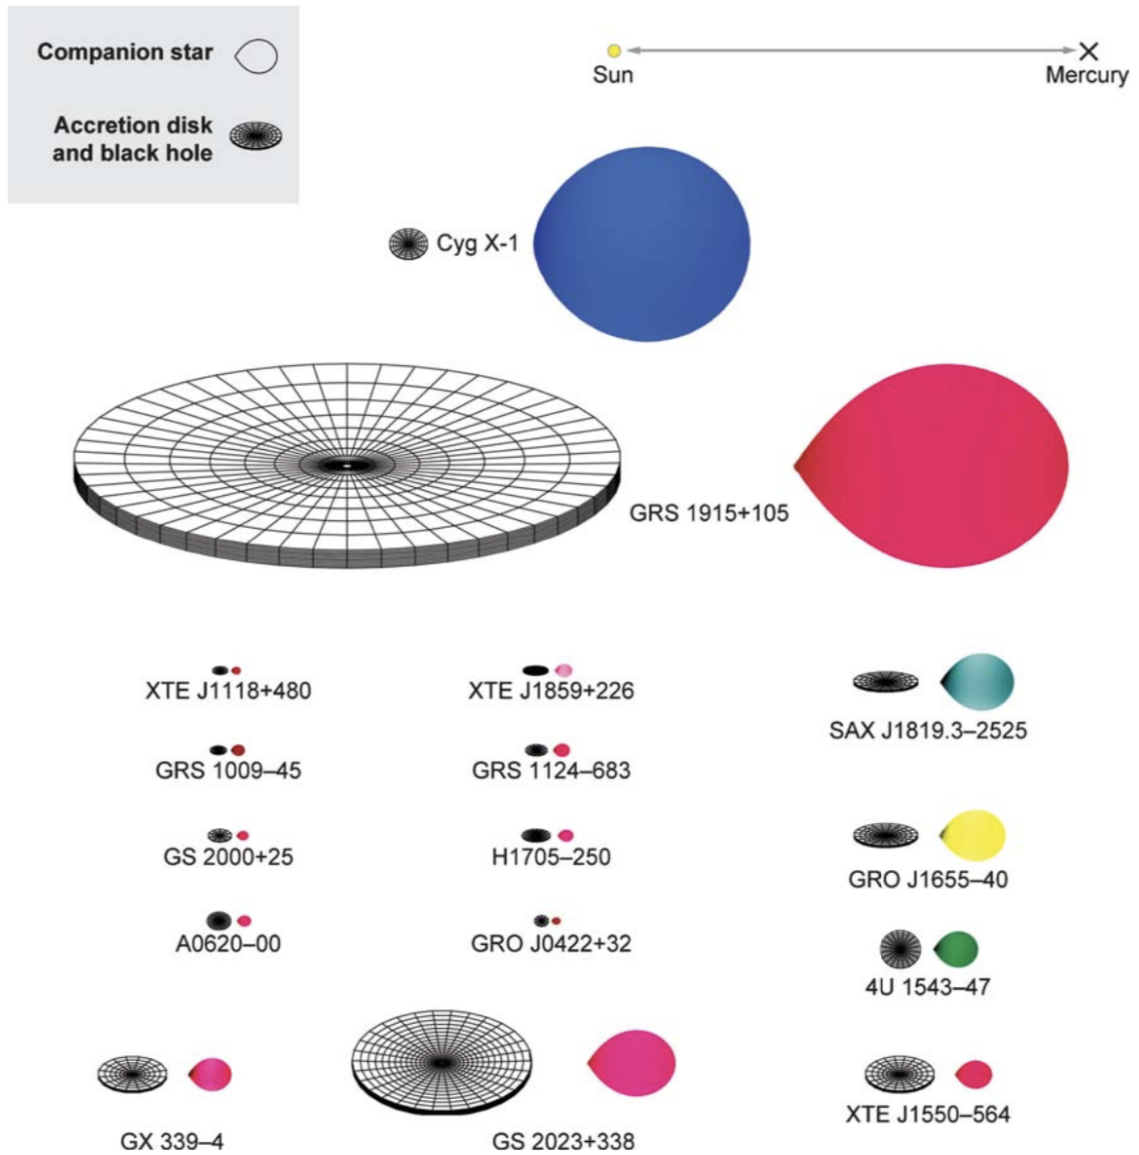 Companion star
Accretion disk
and black hole
Sun
Mercury
Cyg X-1
GRS 1915+105
XTE J1118+480
XTE J1859+226
SAX J1819.3–2525
GRS 1009–45
GRS 1124–683
GS 2000+25
H1705–250
GRO J1655–40
A0620–00
GRO J0422+32
4U 1543–47
GX 339–4
GS 2023+338
XTE J1550–564